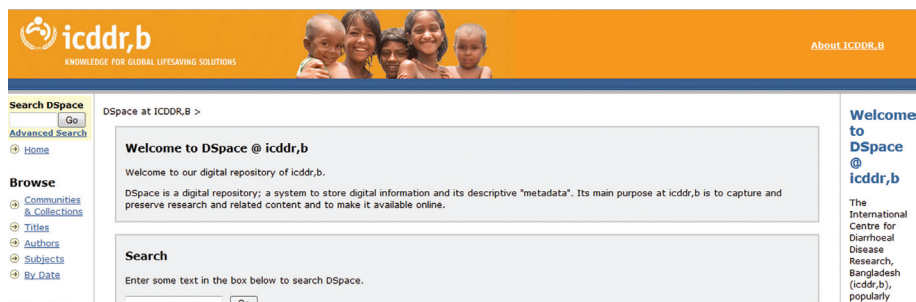 icddr,b
KNOWLEDGE FOR GLOBAL LIFESAVING SOLUTIONS
About ICDDR,B
Search DSpace
Go
Advanced Search
Home
Browse
Communities
& Collections
Titles
Authors
Subjects
By Date
DSpace at ICDDR,B >
Welcome to DSpace @ icddr,b
Welcome to our digital repository of icddr,b.
DSpace is a digital repository; a system to store digital information and its descriptive "metadata". Its main purpose at icddr,b is to capture and
preserve research and related content and to make it available online.
Search
Enter some text in the box below to search DSpace.
Go
Welcome
to
DSpace
@
icddr,b
The
International
Centre for
Diarrhoeal
Disease
Research,
Bangladesh
(icddr,b),
popularly